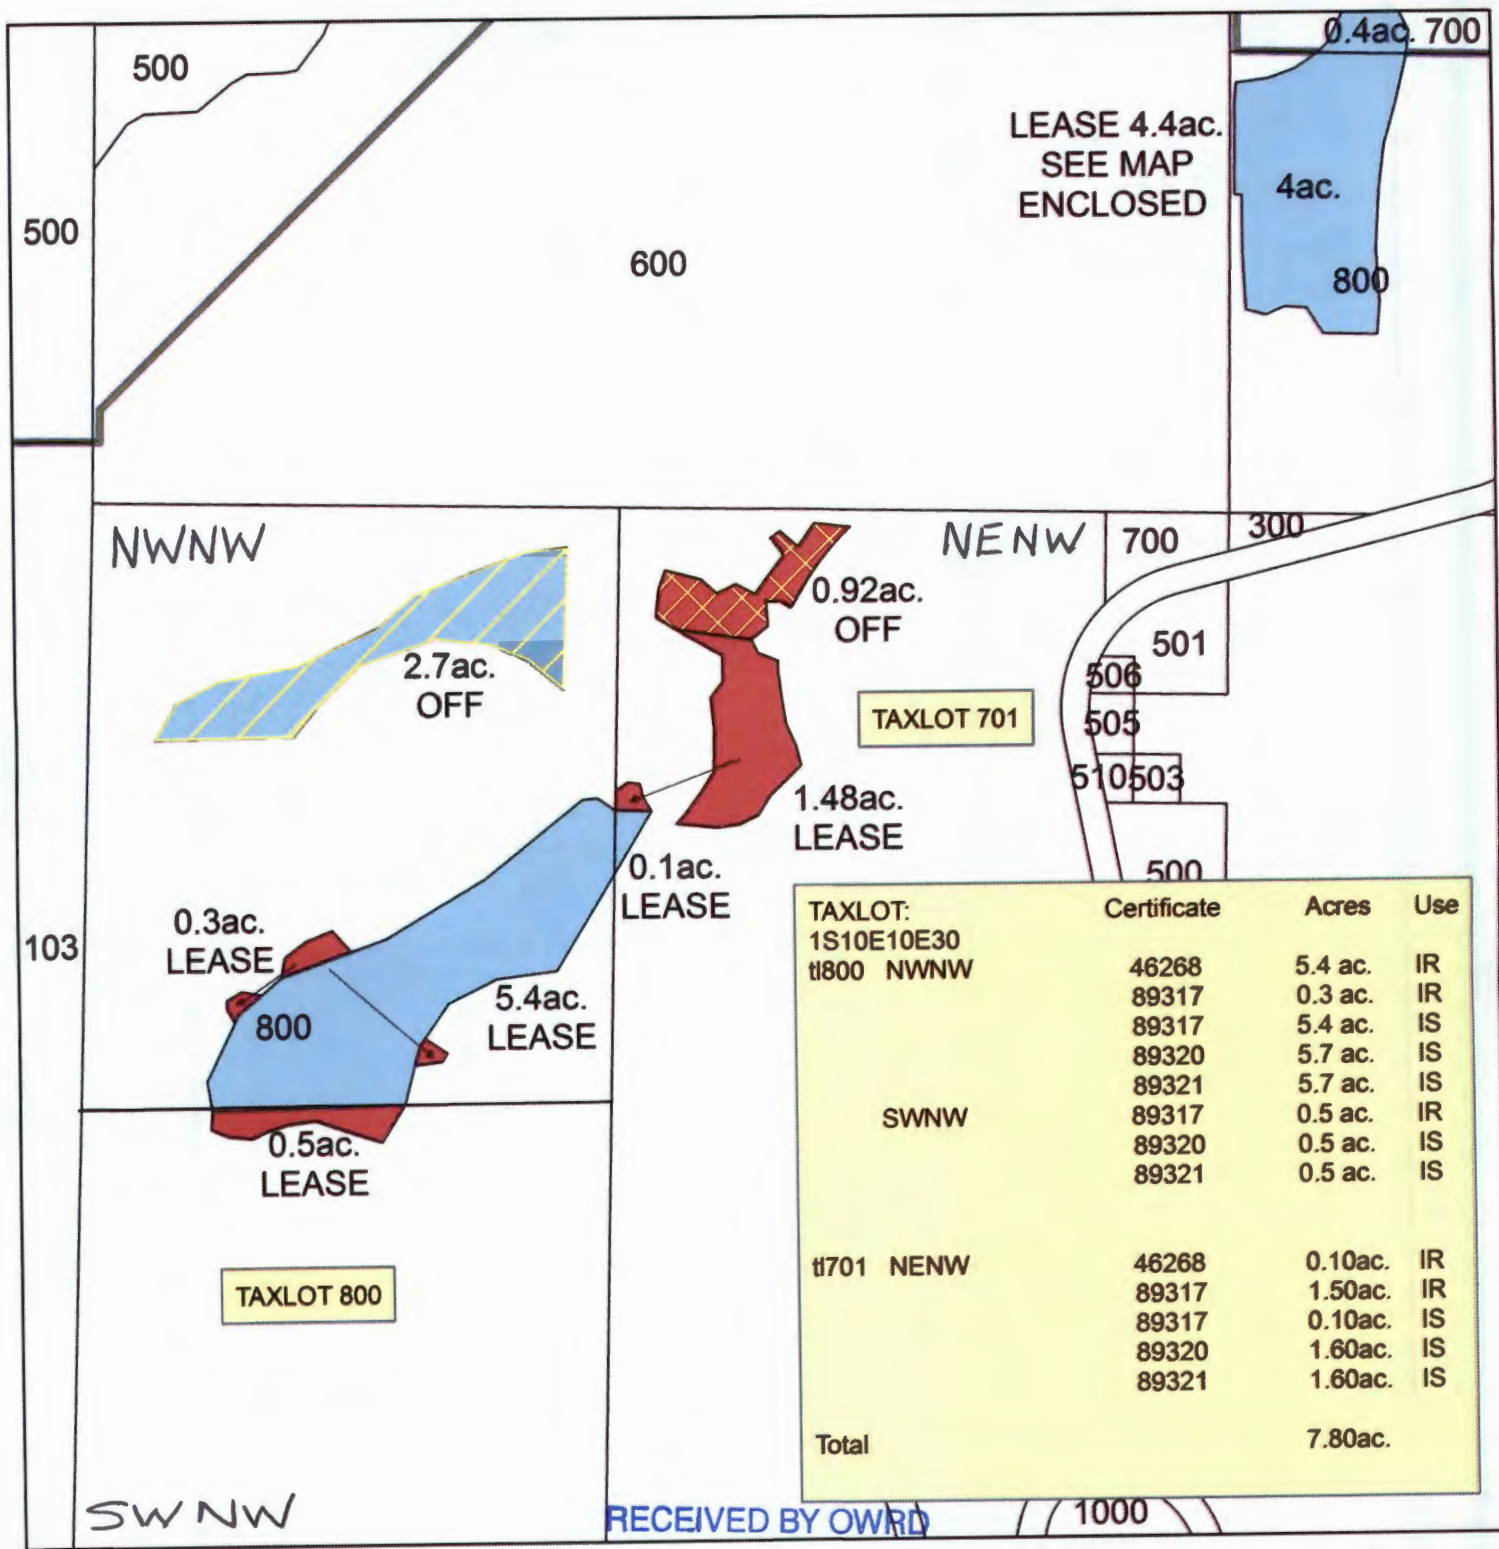 500
0.4ac. 700
LEASE 4.4ac.
SEE MAP
ENCLOSED
4ac.
500
600
800
NWNW
NENW
700
300
0.92ac.
OFF
501
506
2.7ac.
OFF
TAXLOT 701
505
510 503
1.48ac.
LEASE
0.1ac.
LEASE
500
0.3ac.
LEASE
103
5.4ac.
LEASE
800
0.5ac.
LEASE
TAXLOT 800
TAXLOT: Certificate Acres Use
1S10E10E30
tl800 NWNW 46268 5.4 ac. IR
89317 0.3 ac. IR
89317 5.4 ac. IS
89320 5.7 ac. IS
89321 5.7 ac. IS
SWNW 89317 0.5 ac. IR
89320 0.5 ac. IS
89321 0.5 ac. IS
tl701 NENW 46268 0.10ac. IR
89317 1.50ac. IR
89317 0.10ac. IS
89320 1.60ac. IS
89321 1.60ac. IS
Total 7.80ac.
SWNW
RECEIVED BY OWRD
1000